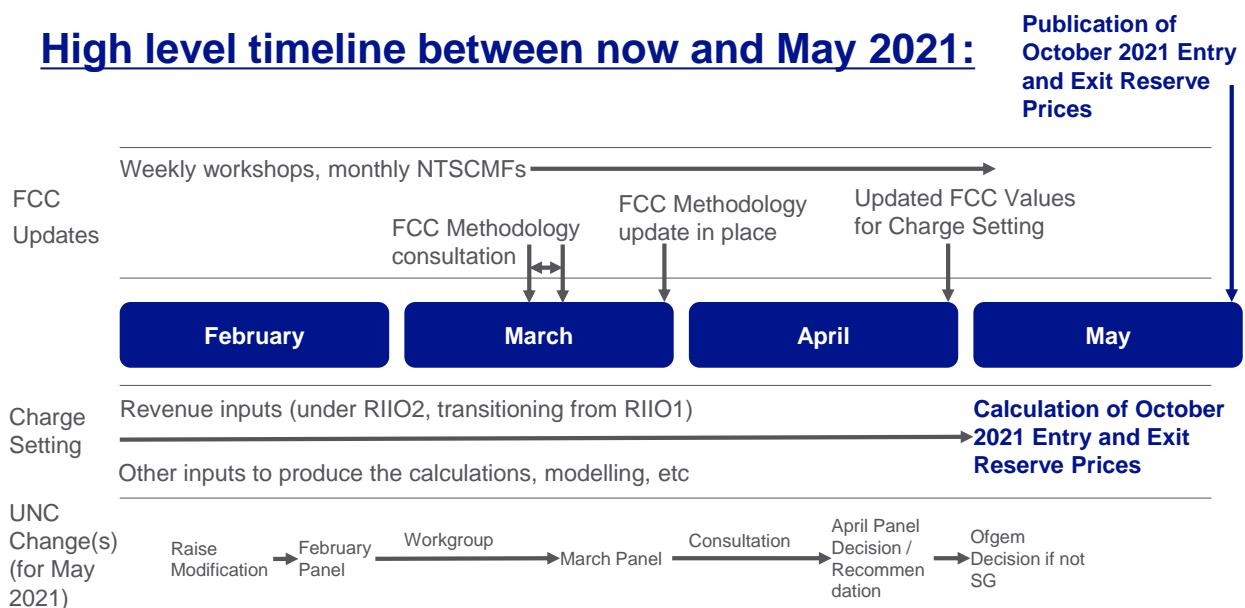 High level timeline between now and May 2021:
Publication of
October 2021 Entry
and Exit Reserve
Prices
FCC
Updates
Weekly workshops, monthly NTSCMFs
FCC Methodology
consultation
FCC Methodology
update in place
Updated FCC Values
for Charge Setting
February
March
April
May
Charge
Setting
Revenue inputs (under RIIO2, transitioning from RIIO1)
Other inputs to produce the calculations, modelling, etc
Calculation of October
2021 Entry and Exit
Reserve Prices
UNC
Change(s)
(for May
2021)
Raise
Modification
February
Panel
Workgroup
March Panel
Consultation
April Panel
Decision /
Recommen
dation
Ofgem
Decision if not
SG